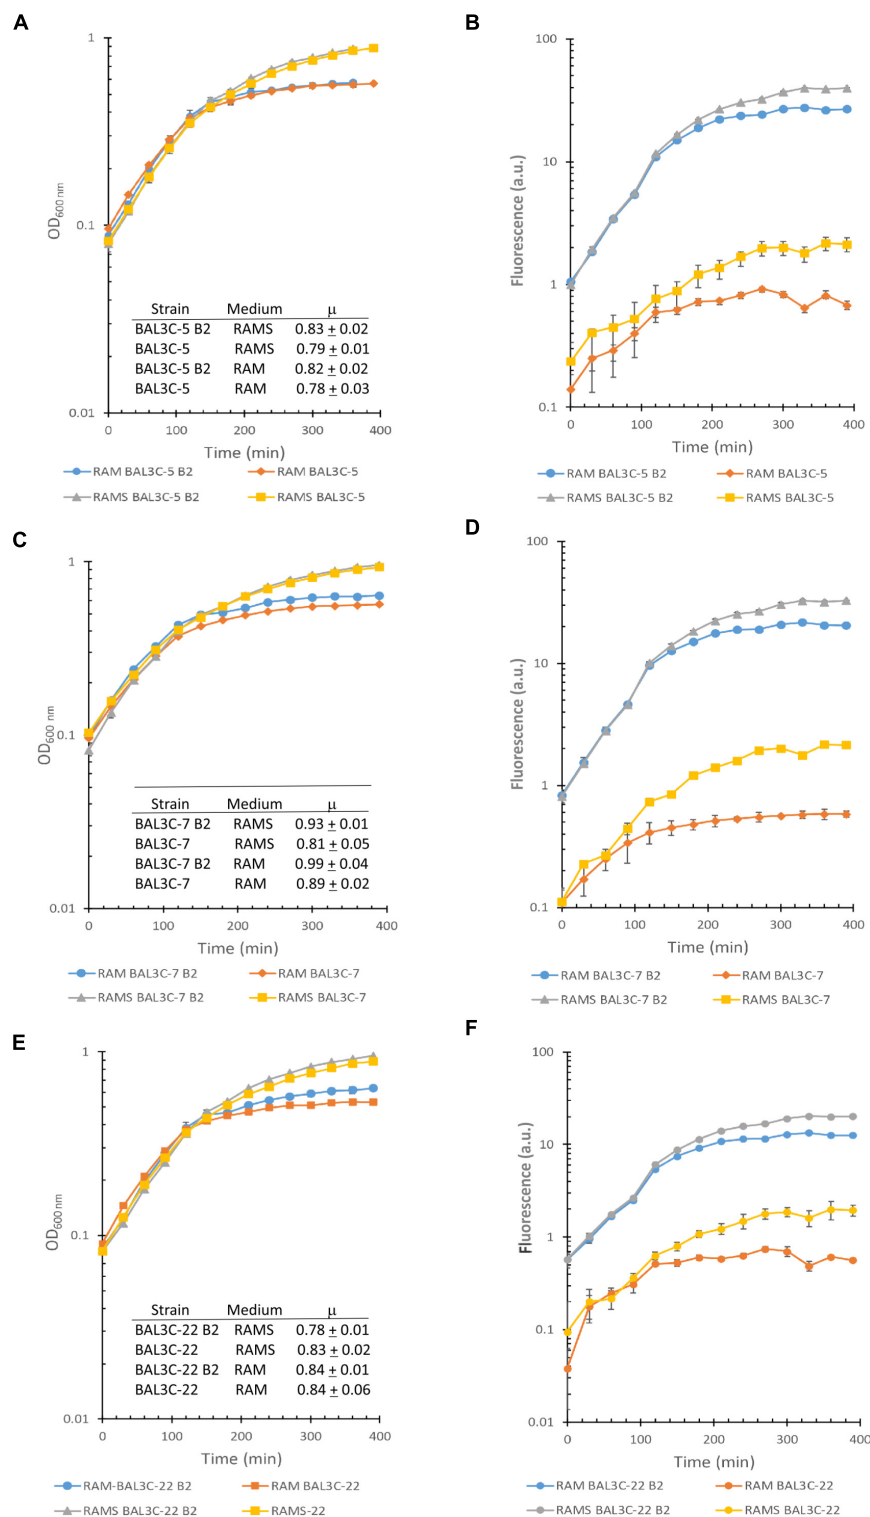 A
1
0.1
0.01
OD600 nm
Strain Medium μ
BAL3C-5 B2 RAMS 0.83 ± 0.02
BAL3C-5 RAMS 0.79 ± 0.01
BAL3C-5 B2 RAM 0.82 ± 0.02
BAL3C-5 RAM 0.78 ± 0.03
0 100 200 300 400
Time (min)
RAM BAL3C-5 B2 RAM BAL3C-5
RAMS BAL3C-5 B2 RAMS BAL3C-5
B
100
10
1
0.1
Fluorescence (a.u.)
0 100 200 300 400
Time (min)
RAM BAL3C-5 B2 RAM BAL3C-5
RAMS BAL3C-5 B2 RAMS BAL3C-5
C
1
0.1
0.01
OD600 nm
Strain Medium μ
BAL3C-7 B2 RAMS 0.93 ± 0.01
BAL3C-7 RAMS 0.81 ± 0.05
BAL3C-7 B2 RAM 0.99 ± 0.04
BAL3C-7 RAM 0.89 ± 0.02
0 100 200 300 400
Time (min)
RAM BAL3C-7 B2 RAM BAL3C-7
RAMS BAL3C-7 B2 RAMS BAL3C-7
D
100
10
1
0.1
Fluorescence (a.u.)
0 100 200 300 400
Time (min)
RAM BAL3C-7 B2 RAM BAL3C-7
RAMS BAL3C-7 B2 RAMS BAL3C-7
E
1
0.1
0.01
OD600 nm
Strain Medium μ
BAL3C-22 B2 RAMS 0.78 ± 0.01
BAL3C-22 RAMS 0.83 ± 0.02
BAL3C-22 B2 RAM 0.84 ± 0.01
BAL3C-22 RAM 0.84 ± 0.06
0 100 200 300 400
Time (min)
RAM-BAL3C-22 B2 RAM BAL3C-22
RAMS BAL3C-22 B2 RAMS-22
F
100
10
1
0.1
0.01
Fluorescence (a.u.)
0 100 200 300 400
Time (min)
RAM BAL3C-22 B2 RAM BAL3C-22
RAMS BAL3C-22 B2 RAMS BAL3C-22